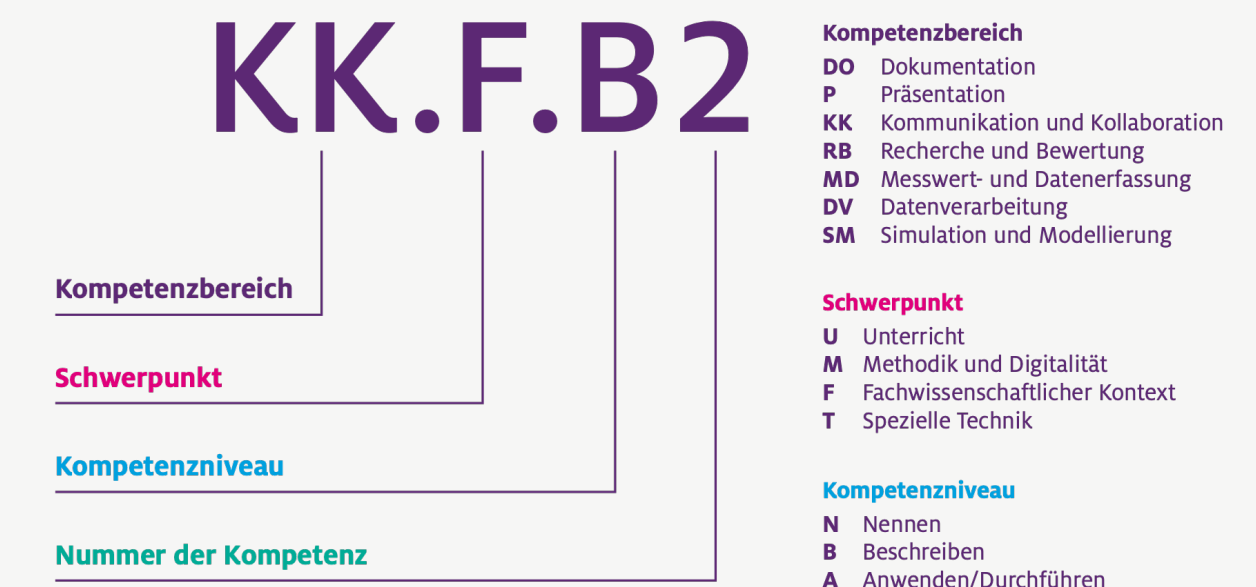 KK.F.B2
Kompetenzbereich
Schwerpunkt
Kompetenzniveau
Nummer der Kompetenz
Kompetenzbereich
DO Dokumentation
P Präsentation
KK Kommunikation und Kollaboration
RB Recherche und Bewertung
MD Messwert- und Datenerfassung
DV Datenverarbeitung
SM Simulation und Modellierung
Schwerpunkt
U Unterricht
M Methodik und Digitalität
F Fachwissenschaftlicher Kontext
T Spezielle Technik
Kompetenzniveau
N Nennen
B Beschreiben
A Anwenden/Durchführen